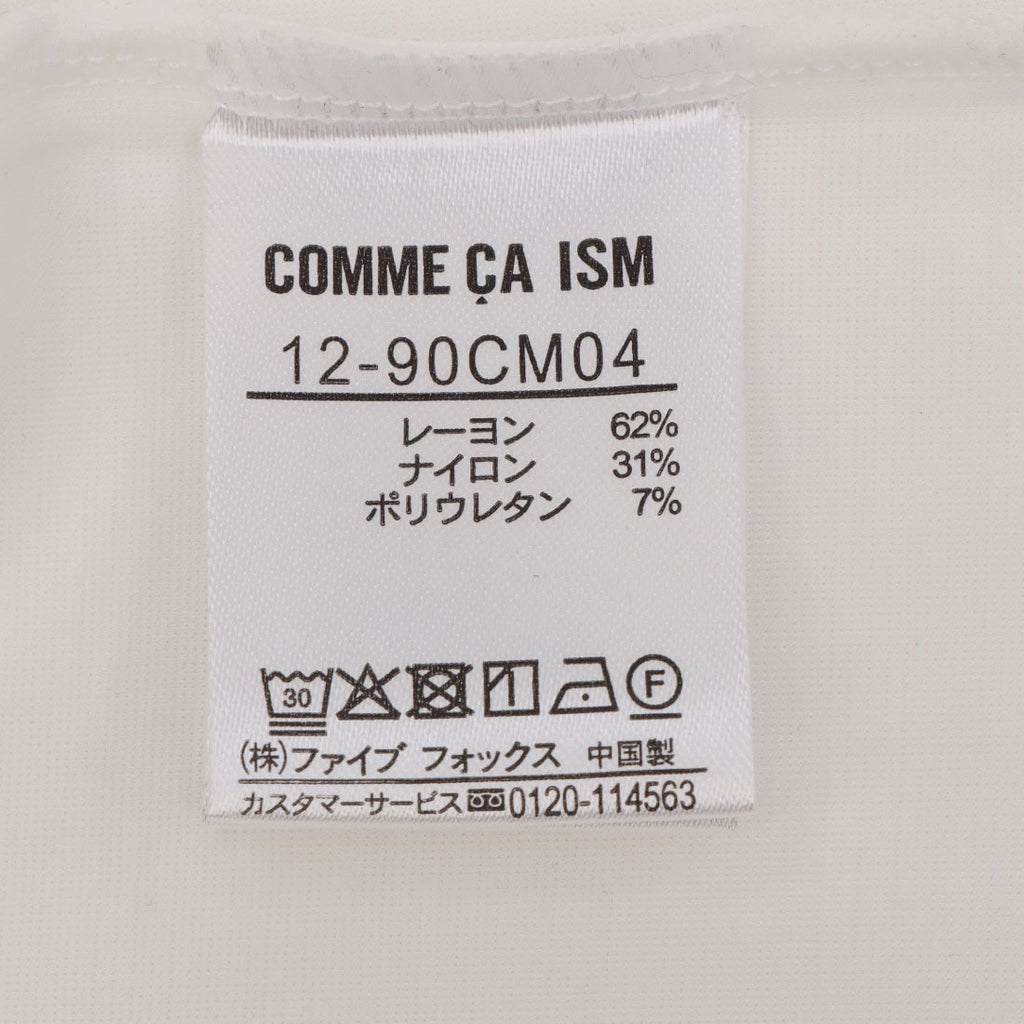 COMME ÇA ISM
12-90CM04
レーヨン 62%
ナイロン 31%
ポリウレタン 7%
30 F
(株)ファイブ フォックス 中国製
カスタマーサービス 0120-114563